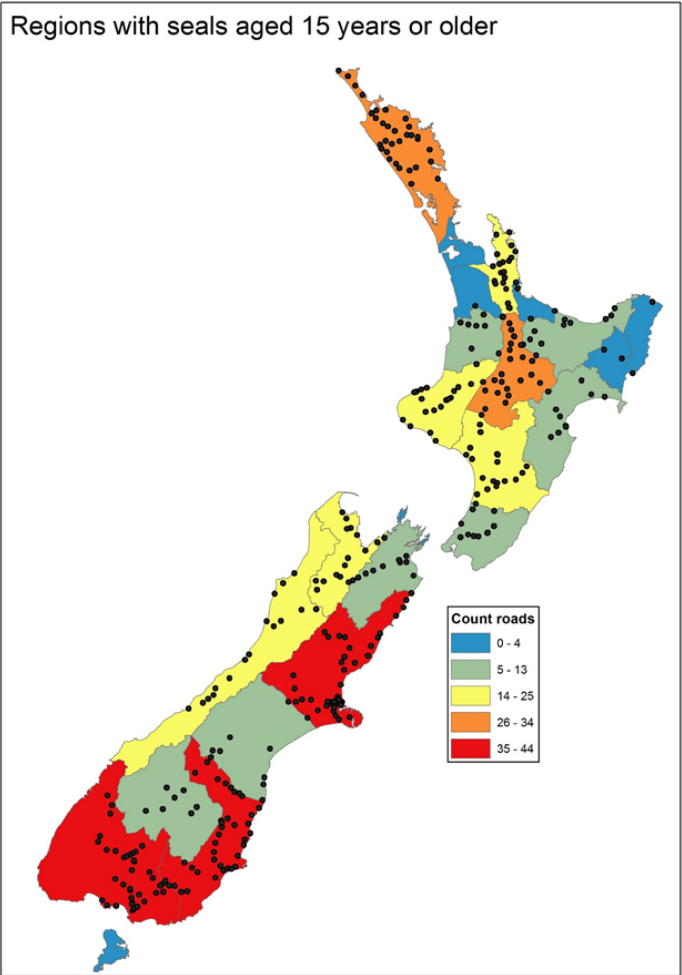 Regions with seals aged 15 years or older
Count roads
0 - 4
5 - 13
14 - 25
26 - 34
35 - 44